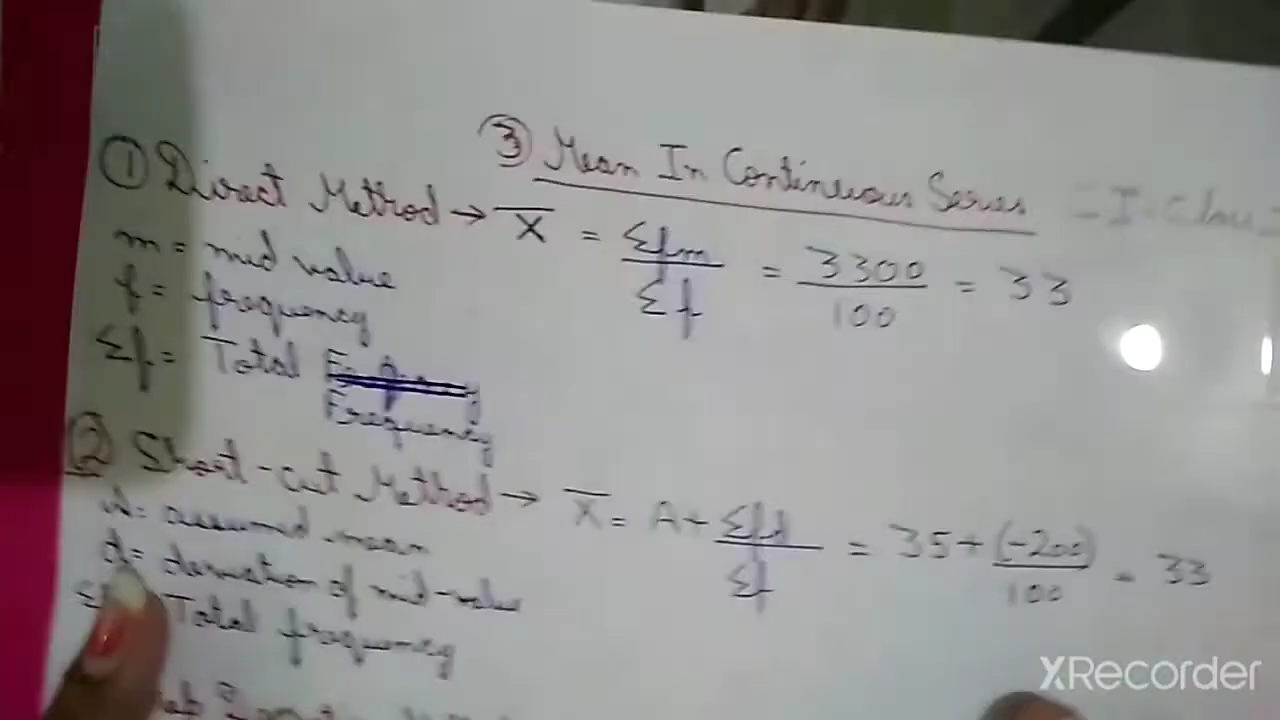 ③ Mean In Continuous Series
① Direct Method → X̅ = Σfm / Σf = 3300 / 100 = 33
m = mid value
f = frequency
Σf = Total
Frequency
② Short-cut Method → X̅ = A + Σfd / Σf = 35 + (-200) / 100 = 33
= assumed mean
d = derivation of mid-value
Total frequency
XRecorder